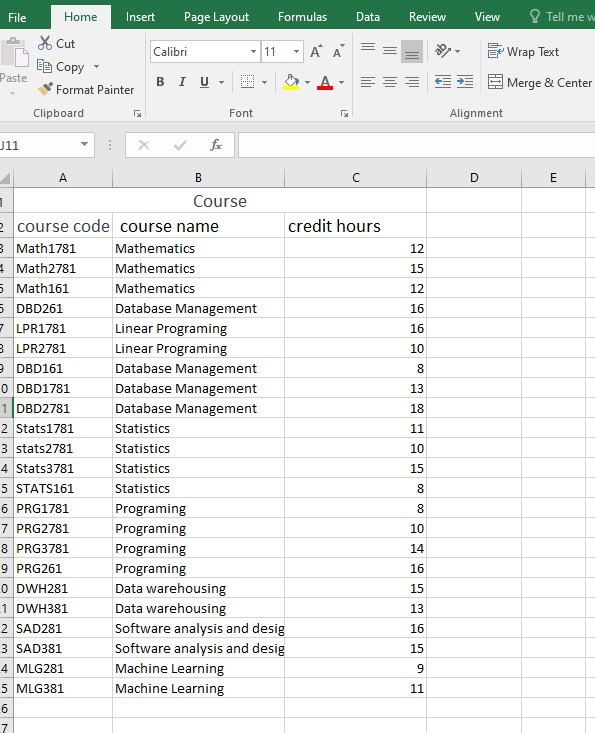 File Home Insert Page Layout Formulas Data Review View Tell me w
Cut
Copy
Paste
Format Painter
Calibri 11 A A
B I U A
Wrap Text
Merge & Center
Clipboard Font Alignment
J11 fx
A B C D E
1 Course
2 course code course name credit hours
3 Math1781 Mathematics 12
4 Math2781 Mathematics 15
5 Math161 Mathematics 12
6 DBD261 Database Management 16
7 LPR1781 Linear Programing 16
8 LPR2781 Linear Programing 10
9 DBD161 Database Management 8
0 DBD1781 Database Management 13
1 DBD2781 Database Management 18
2 Stats1781 Statistics 11
3 stats2781 Statistics 10
4 Stats3781 Statistics 15
5 STATS161 Statistics 8
6 PRG1781 Programing 8
7 PRG2781 Programing 10
8 PRG3781 Programing 14
9 PRG261 Programing 16
0 DWH281 Data warehousing 15
1 DWH381 Data warehousing 13
2 SAD281 Software analysis and desig 16
3 SAD381 Software analysis and desig 15
4 MLG281 Machine Learning 9
5 MLG381 Machine Learning 11
6
7